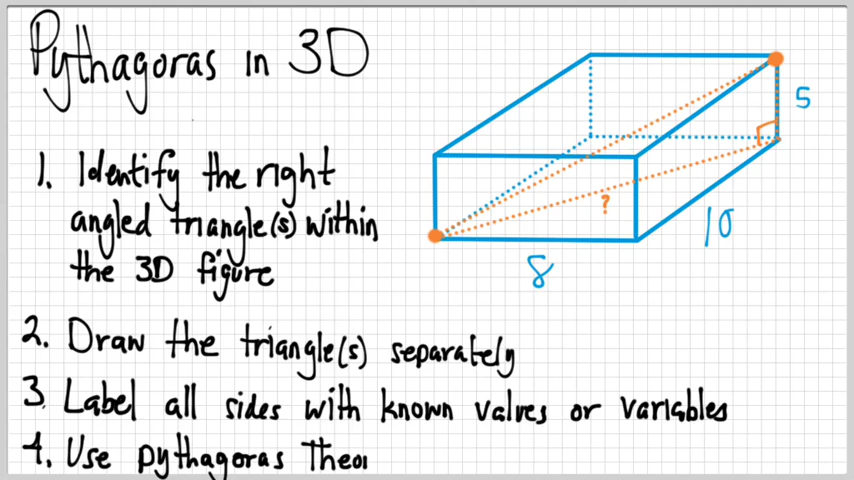 Pythagoras in 3D
1. Identify the right
angled triangle(s) within
the 3D figure
2. Draw the triangle(s) separately
3. Label all sides with known values or variables
4. Use pythagoras Theor
5
?
10
8